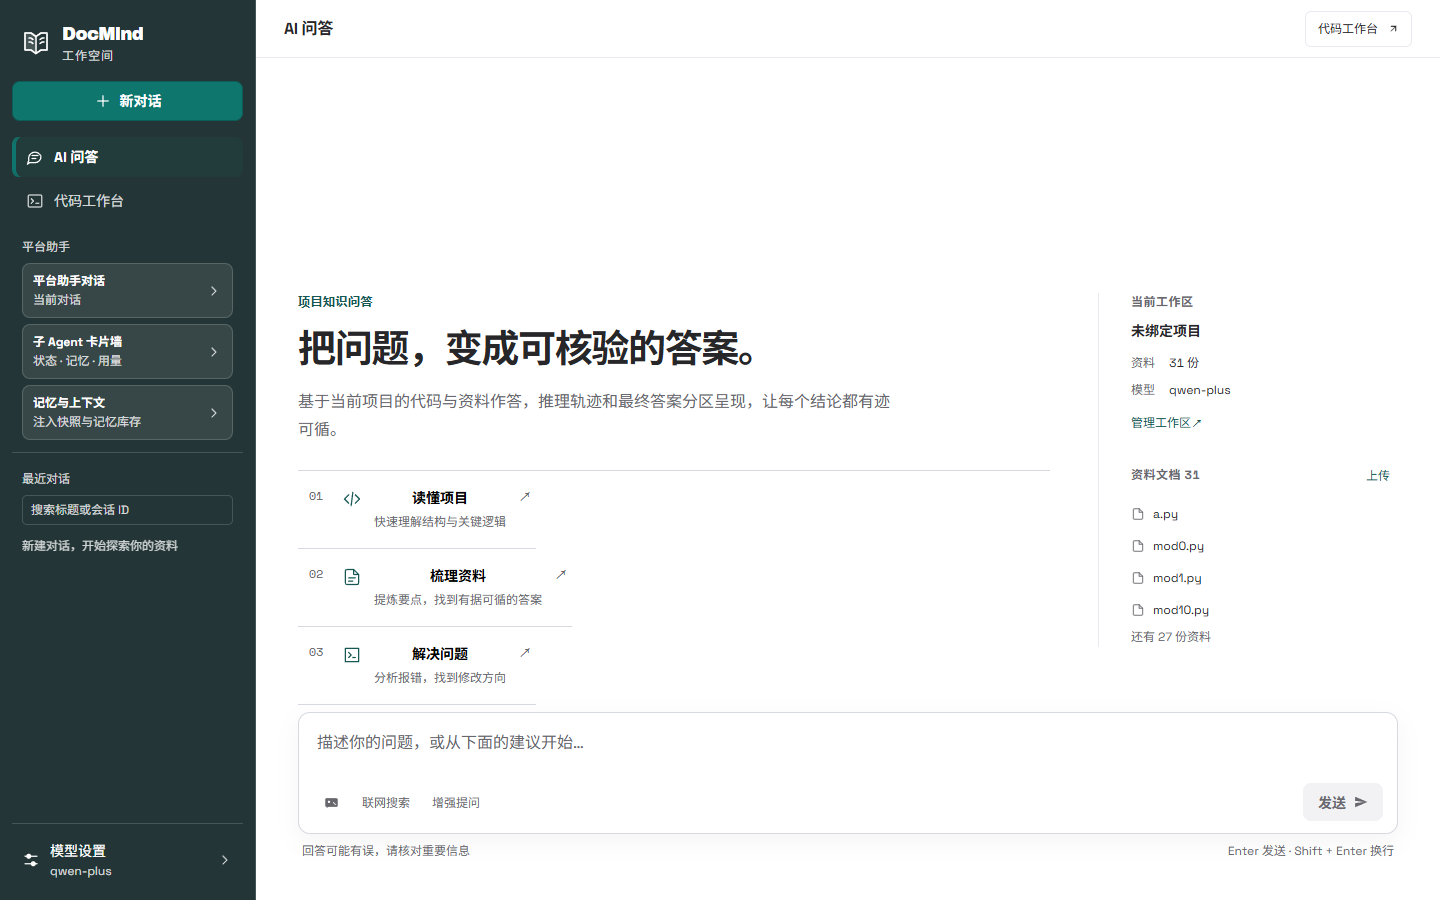 DocMind
工作空间
新对话
AI 问答
代码工作台
平台助手
平台助手对话
当前对话
子 Agent 卡片墙
状态 · 记忆 · 用量
记忆与上下文
注入快照与记忆库存
最近对话
搜索标题或会话 ID
新建对话，开始探索你的资料
模型设置
qwen-plus
AI 问答
代码工作台
项目知识问答
把问题，变成可核验的答案。
基于当前项目的代码与资料作答，推理轨迹和最终答案分区呈现，让每个结论都有迹
可循。
01 读懂项目
快速理解结构与关键逻辑
02 梳理资料
提炼要点，找到有据可循的答案
03 解决问题
分析报错，找到修改方向
当前工作区
未绑定项目
资料 31 份
模型 qwen-plus
管理工作区↗
资料文档 31 上传
a.py
mod0.py
mod1.py
mod10.py
还有 27 份资料
描述你的问题，或从下面的建议开始...
联网搜索 增强提问 发送
回答可能有误，请核对重要信息 Enter 发送 · Shift + Enter 换行